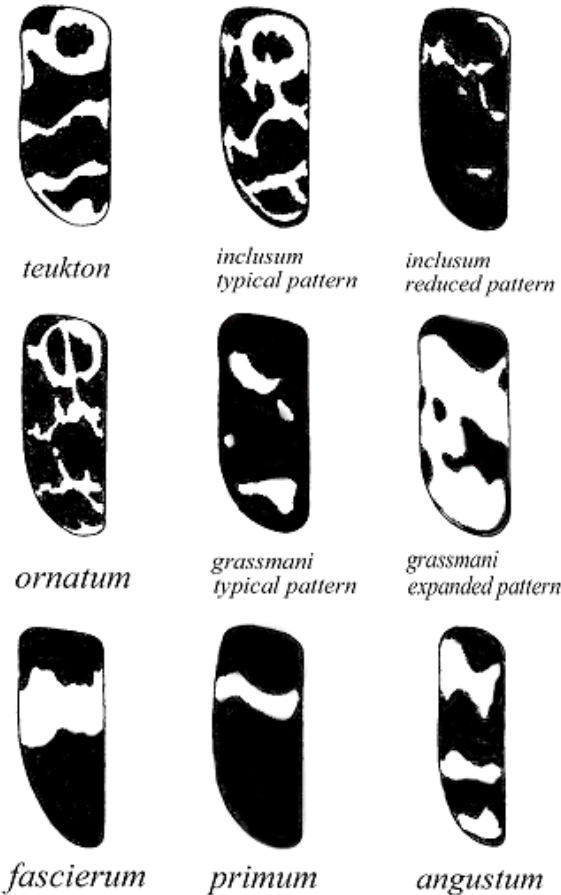 teukton
inclusum
typical pattern
inclusum
reduced pattern
ornatum
grassmani
typical pattern
grassmani
expanded pattern
fascierum
primum
angustum